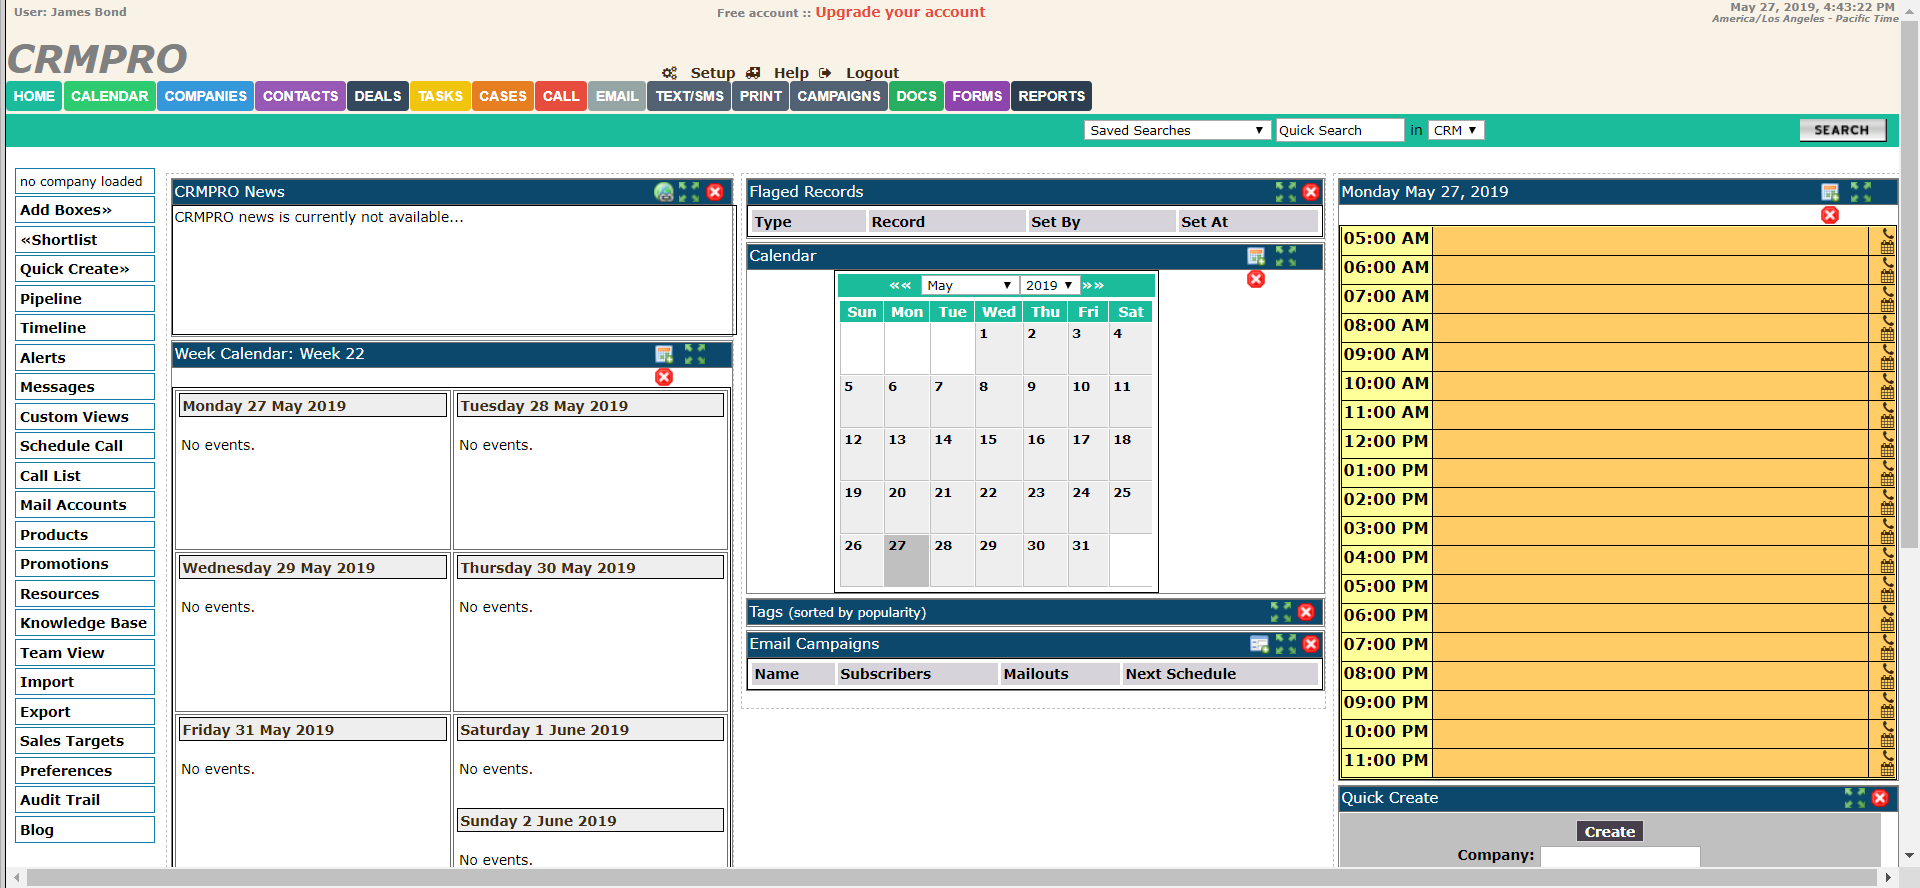 User: James Bond
Free account :: Upgrade your account
May 27, 2019, 4:43:22 PM
America/Los Angeles - Pacific Time
CRMPRO
Setup Help Logout
HOME CALENDAR COMPANIES CONTACTS DEALS TASKS CASES CALL EMAIL TEXT/SMS PRINT CAMPAIGNS DOCS FORMS REPORTS
Saved Searches Quick Search in CRM SEARCH
no company loaded
Add Boxes»
«Shortlist
Quick Create»
Pipeline
Timeline
Alerts
Messages
Custom Views
Schedule Call
Call List
Mail Accounts
Products
Promotions
Resources
Knowledge Base
Team View
Import
Export
Sales Targets
Preferences
Audit Trail
Blog
CRMPRO News
CRMPRO news is currently not available...
Week Calendar: Week 22
Monday 27 May 2019 Tuesday 28 May 2019
No events. No events.
Wednesday 29 May 2019 Thursday 30 May 2019
No events. No events.
Friday 31 May 2019 Saturday 1 June 2019
No events. No events.
Sunday 2 June 2019
No events.
Flaged Records
Type Record Set By Set At
Calendar
«« May 2019 »»
Sun Mon Tue Wed Thu Fri Sat
1 2 3 4
5 6 7 8 9 10 11
12 13 14 15 16 17 18
19 20 21 22 23 24 25
26 27 28 29 30 31
Tags (sorted by popularity)
Email Campaigns
Name Subscribers Mailouts Next Schedule
Monday May 27, 2019
05:00 AM
06:00 AM
07:00 AM
08:00 AM
09:00 AM
10:00 AM
11:00 AM
12:00 PM
01:00 PM
02:00 PM
03:00 PM
04:00 PM
05:00 PM
06:00 PM
07:00 PM
08:00 PM
09:00 PM
10:00 PM
11:00 PM
Quick Create
Create
Company: